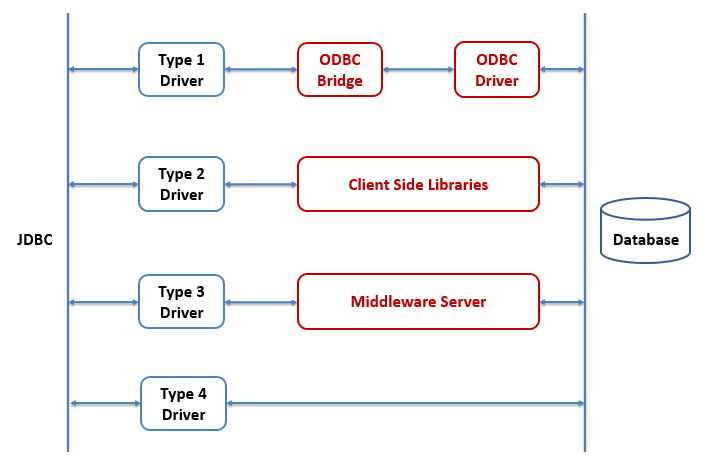 Type 1
Driver
ODBC
Bridge
ODBC
Driver
Type 2
Driver
Client Side Libraries
JDBC
Database
Type 3
Driver
Middleware Server
Type 4
Driver